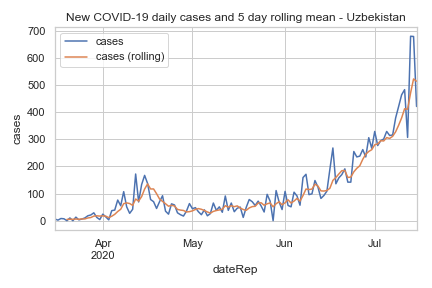 New COVID-19 daily cases and 5 day rolling mean - Uzbekistan
cases
cases (rolling)
700
600
500
400
300
200
100
0
cases
Apr
2020
May
Jun
Jul
dateRep